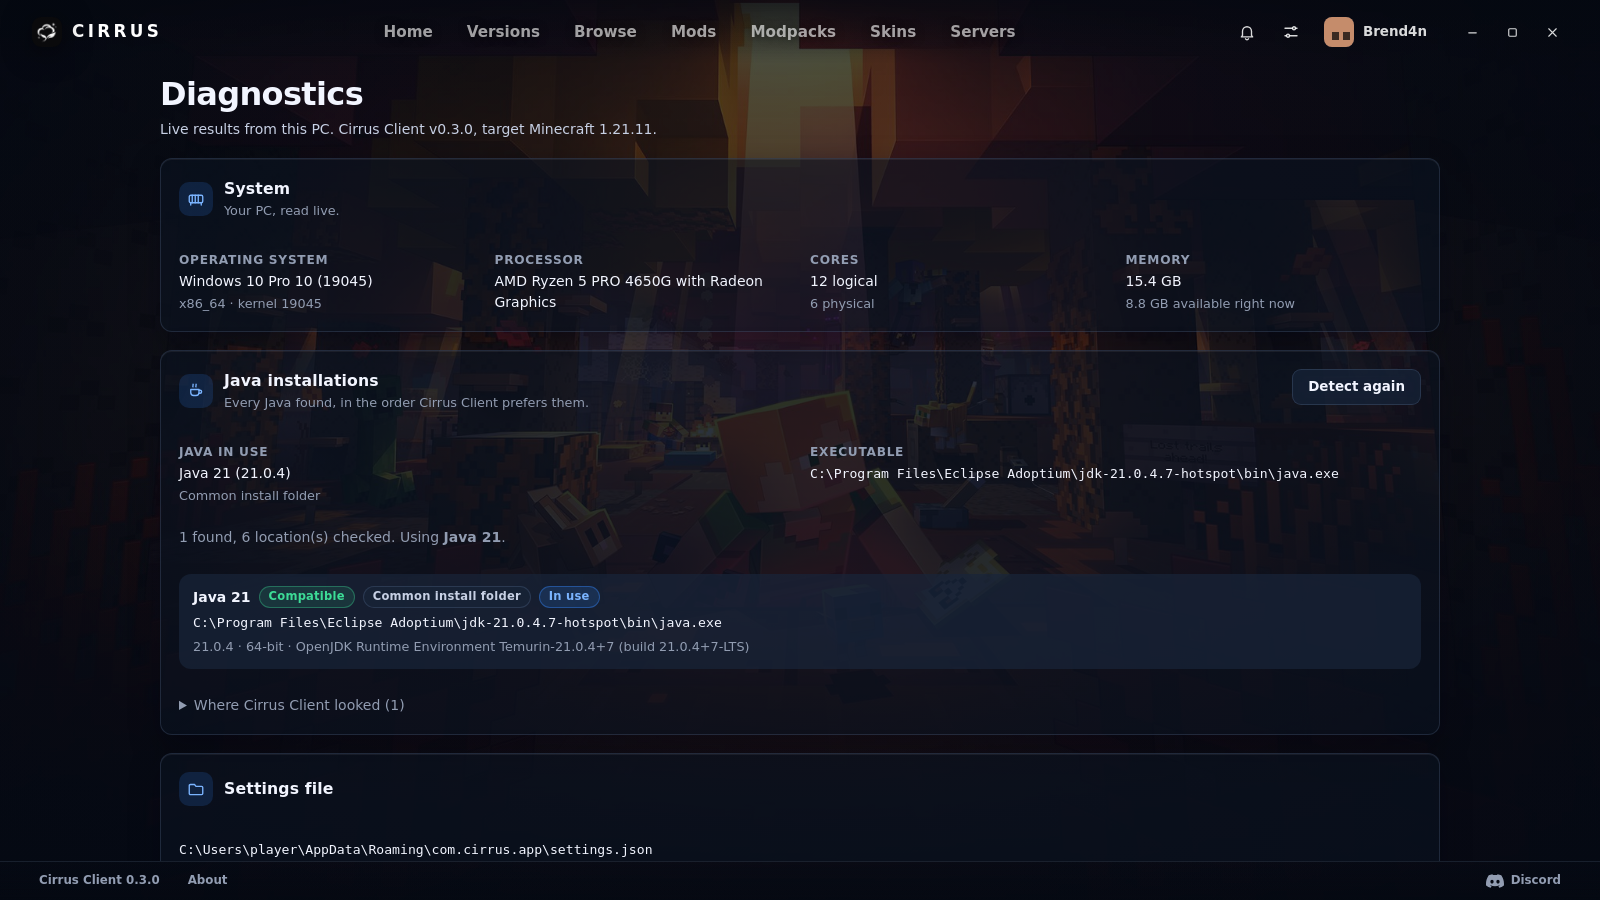 CIRRUS
Home Versions Browse Mods Modpacks Skins Servers
Brend4n
Diagnostics
Live results from this PC. Cirrus Client v0.3.0, target Minecraft 1.21.11.
System
Your PC, read live.
OPERATING SYSTEM
Windows 10 Pro 10 (19045)
x86_64 · kernel 19045
PROCESSOR
AMD Ryzen 5 PRO 4650G with Radeon
Graphics
CORES
12 logical
6 physical
MEMORY
15.4 GB
8.8 GB available right now
Java installations
Every Java found, in the order Cirrus Client prefers them.
Detect again
JAVA IN USE
Java 21 (21.0.4)
Common install folder
EXECUTABLE
C:\Program Files\Eclipse Adoptium\jdk-21.0.4.7-hotspot\bin\java.exe
1 found, 6 location(s) checked. Using Java 21.
Java 21 Compatible Common install folder In use
C:\Program Files\Eclipse Adoptium\jdk-21.0.4.7-hotspot\bin\java.exe
21.0.4 · 64-bit · OpenJDK Runtime Environment Temurin-21.0.4+7 (build 21.0.4+7-LTS)
Where Cirrus Client looked (1)
Settings file
C:\Users\player\AppData\Roaming\com.cirrus.app\settings.json
Cirrus Client 0.3.0 About Discord